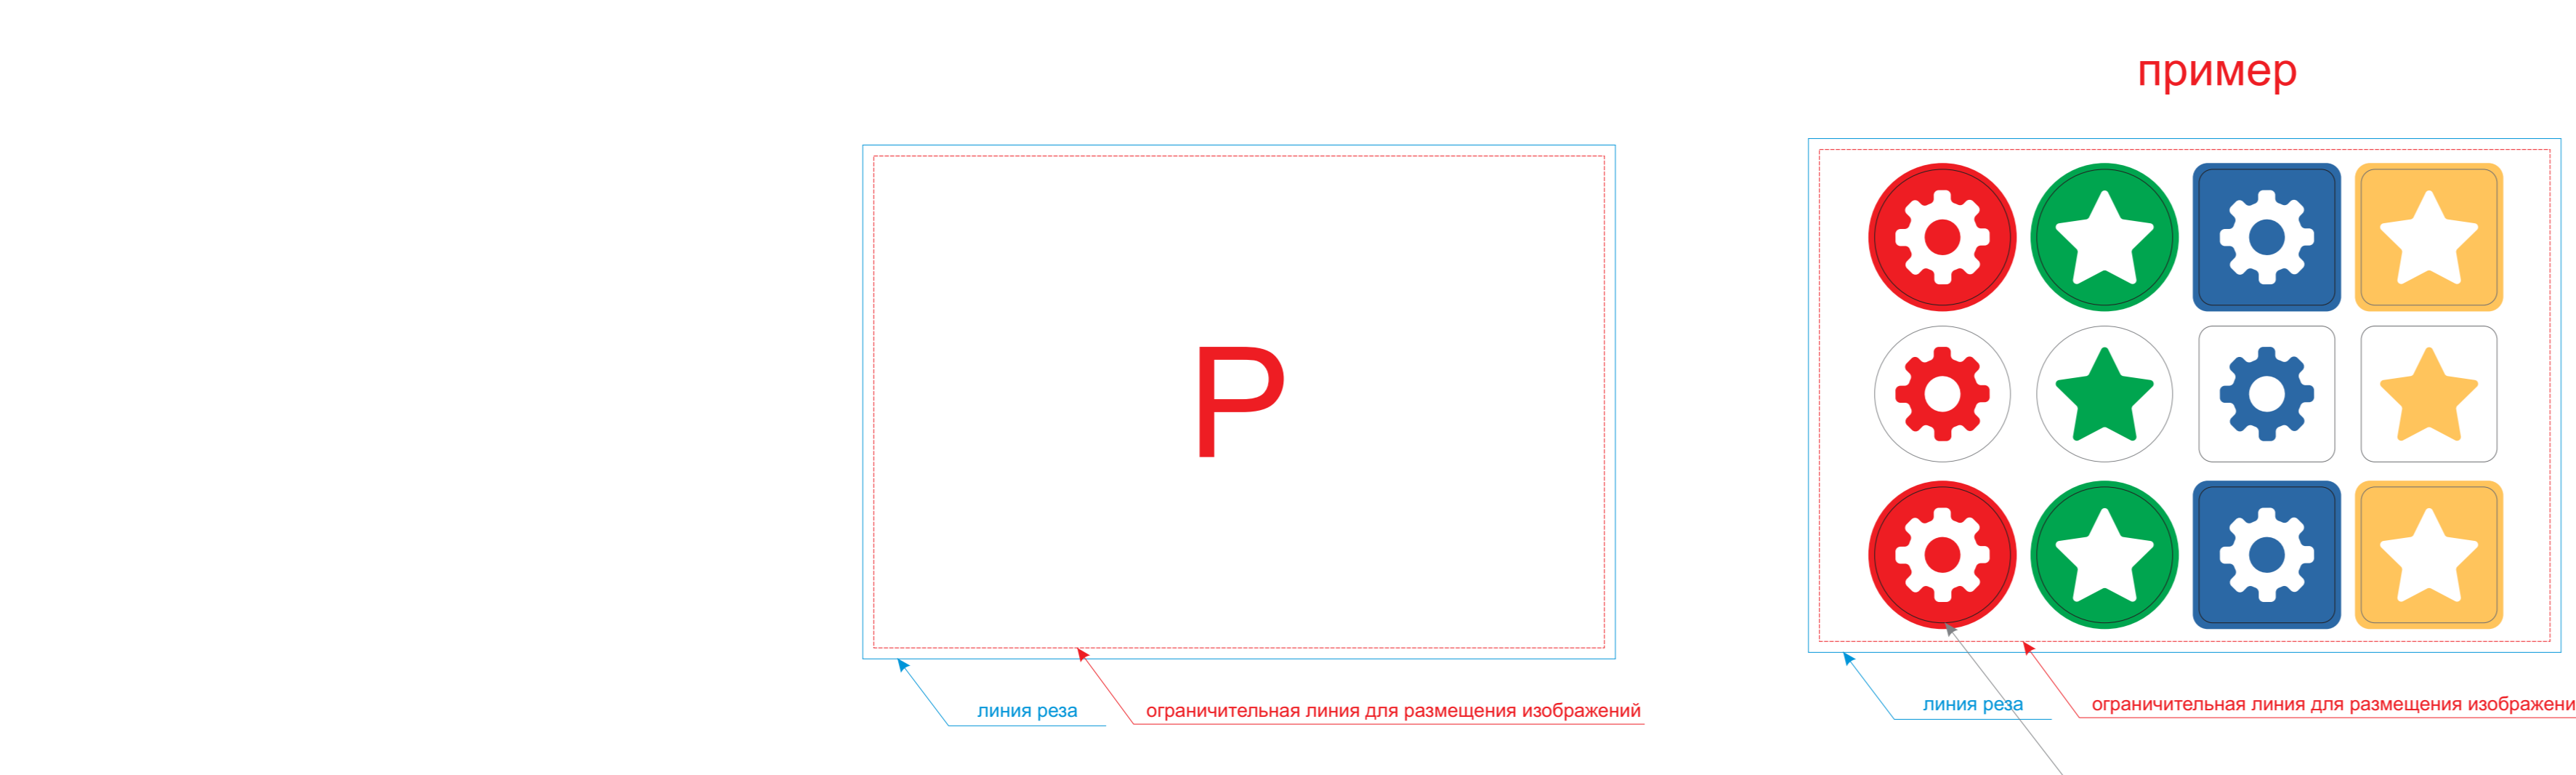 пример
P
линия реза
ограничительная линия для размещения изображений
линия реза
ограничительная линия для размещения изображени